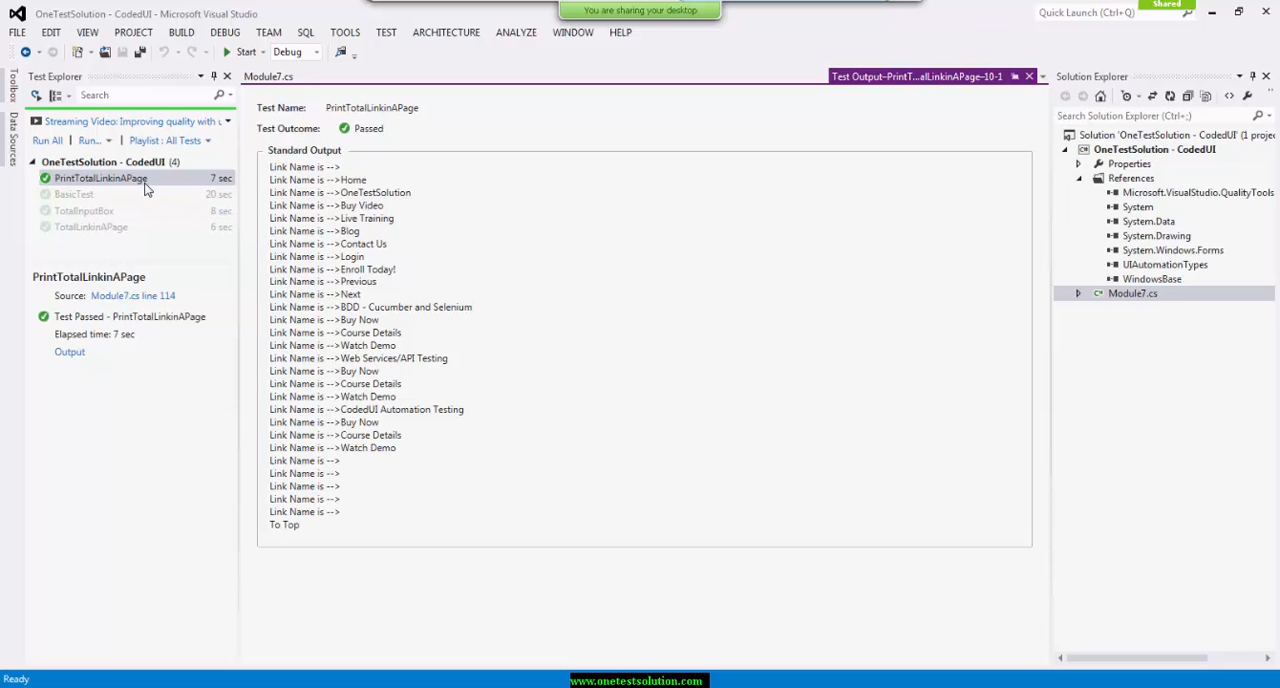 OneTestSolution - CodedUI - Microsoft Visual Studio
You are sharing your desktop
Shared
Quick Launch (Ctrl+Q)
FILE EDIT VIEW PROJECT BUILD DEBUG TEAM SQL TOOLS TEST ARCHITECTURE ANALYZE WINDOW HELP
Start Debug
Toolbox
Data Sources
Test Explorer
Search
Streaming Video: Improving quality with u
Run All Run... Playlist : All Tests
OneTestSolution - CodedUI (4)
PrintTotalLinkinAPage 7 sec
BasicTest 20 sec
TotalInputBox 8 sec
TotalLinkinAPage 6 sec
PrintTotalLinkinAPage
Source: Module7.cs line 114
Test Passed - PrintTotalLinkinAPage
Elapsed time: 7 sec
Output
Module7.cs
Test Output-PrintT...alLinkinAPage-10-1
Test Name: PrintTotalLinkinAPage
Test Outcome: Passed
Standard Output
Link Name is -->
Link Name is -->Home
Link Name is -->OneTestSolution
Link Name is -->Buy Video
Link Name is -->Live Training
Link Name is -->Blog
Link Name is -->Contact Us
Link Name is -->Login
Link Name is -->Enroll Today!
Link Name is -->Previous
Link Name is -->Next
Link Name is -->BDD - Cucumber and Selenium
Link Name is -->Buy Now
Link Name is -->Course Details
Link Name is -->Watch Demo
Link Name is -->Web Services/API Testing
Link Name is -->Buy Now
Link Name is -->Course Details
Link Name is -->Watch Demo
Link Name is -->CodedUI Automation Testing
Link Name is -->Buy Now
Link Name is -->Course Details
Link Name is -->Watch Demo
Link Name is -->
Link Name is -->
Link Name is -->
Link Name is -->
Link Name is -->
To Top
Solution Explorer
Search Solution Explorer (Ctrl+;)
Solution 'OneTestSolution - CodedUI' (1 projec
OneTestSolution - CodedUI
Properties
References
Microsoft.VisualStudio.QualityTools
System
System.Data
System.Drawing
System.Windows.Forms
UIAutomationTypes
WindowsBase
Module7.cs
Ready
www.onetestsolution.com